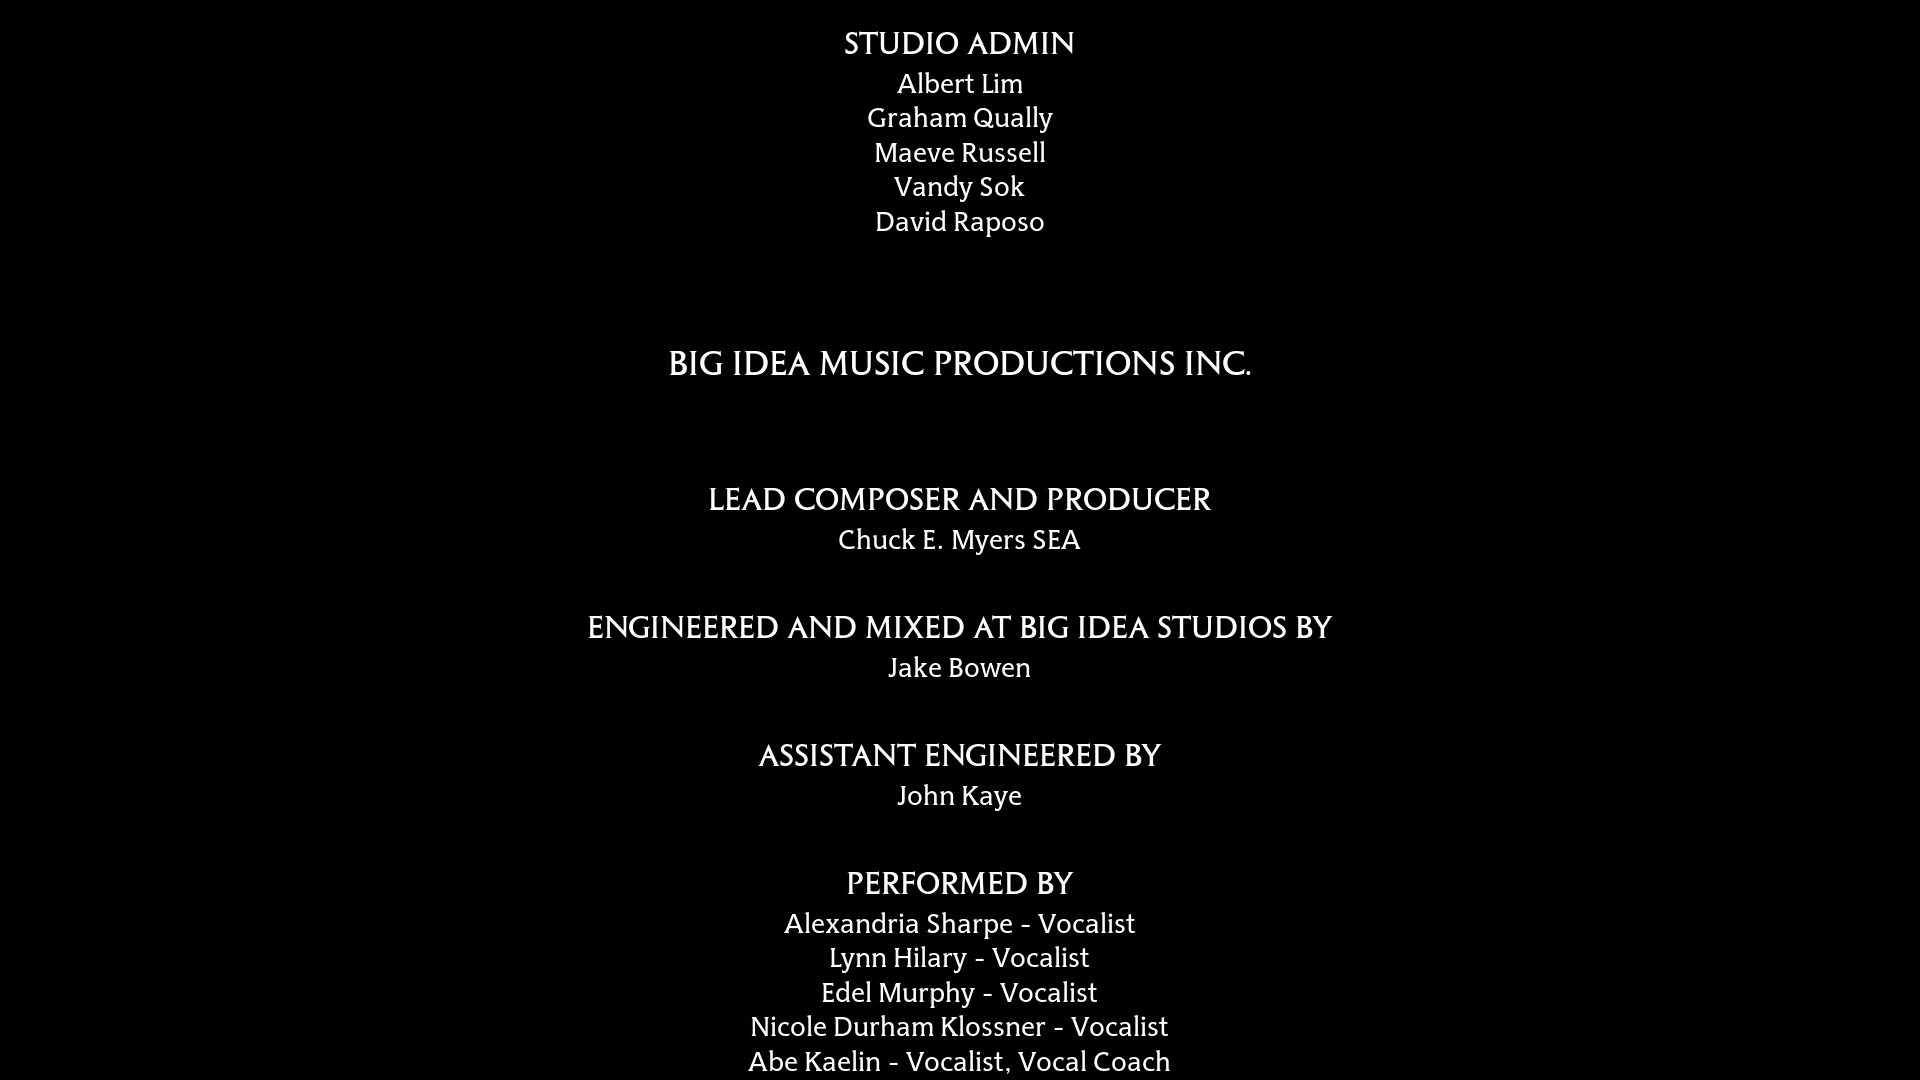 STUDIO ADMIN
Albert Lim
Graham Qually
Maeve Russell
Vandy Sok
David Raposo
BIG IDEA MUSIC PRODUCTIONS INC.
LEAD COMPOSER AND PRODUCER
Chuck E. Myers SEA
ENGINEERED AND MIXED AT BIG IDEA STUDIOS BY
Jake Bowen
ASSISTANT ENGINEERED BY
John Kaye
PERFORMED BY
Alexandria Sharpe - Vocalist
Lynn Hilary - Vocalist
Edel Murphy - Vocalist
Nicole Durham Klossner - Vocalist
Abe Kaelin - Vocalist, Vocal Coach